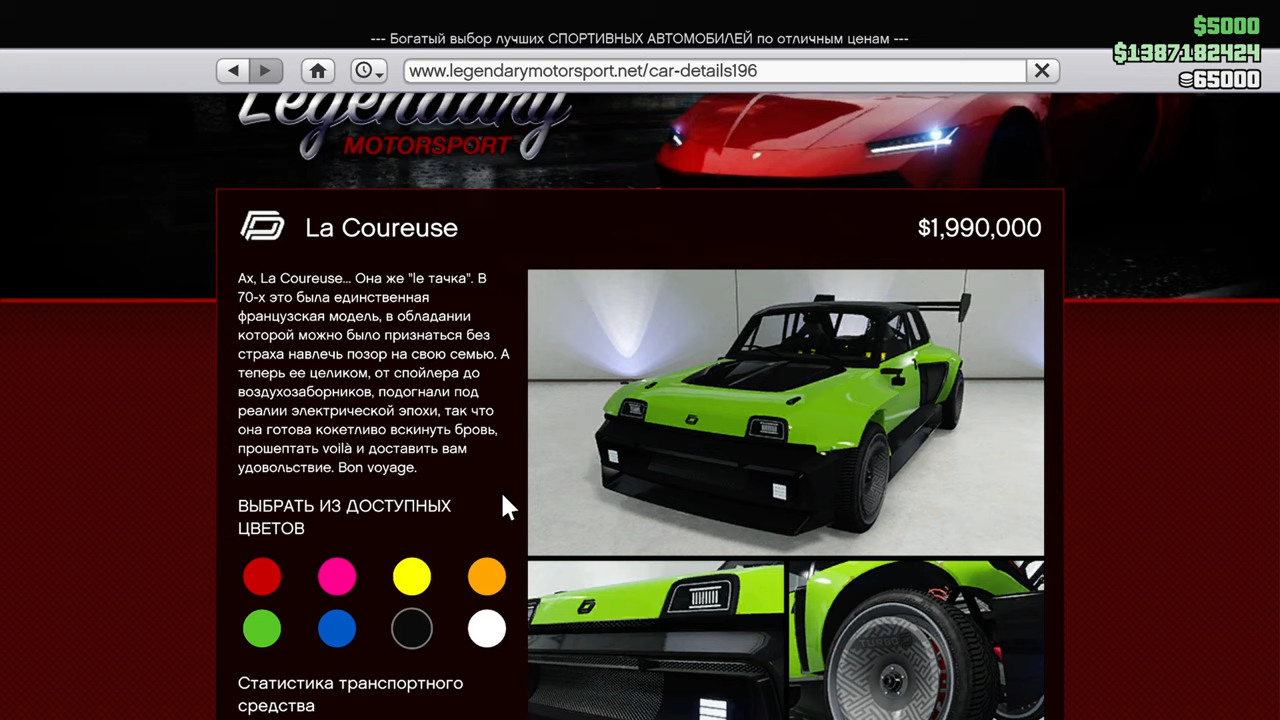 --- Богатый выбор лучших СПОРТИВНЫХ АВТОМОБИЛЕЙ по отличным ценам ---
$5000
$1387182424
65000
www.legendarymotorsport.net/car-details196
Legendary
MOTORSPORT
La Coureuse
$1,990,000
Ах, La Coureuse... Она же "le тачка". В
70-х это была единственная
французская модель, в обладании
которой можно было признаться без
страха навлечь позор на свою семью. А
теперь ее целиком, от спойлера до
воздухозаборников, подогнали под
реалии электрической эпохи, так что
она готова кокетливо вскинуть бровь,
прошептать voilà и доставить вам
удовольствие. Bon voyage.
ВЫБРАТЬ ИЗ ДОСТУПНЫХ
ЦВЕТОВ
TURBO
Статистика транспортного
средства